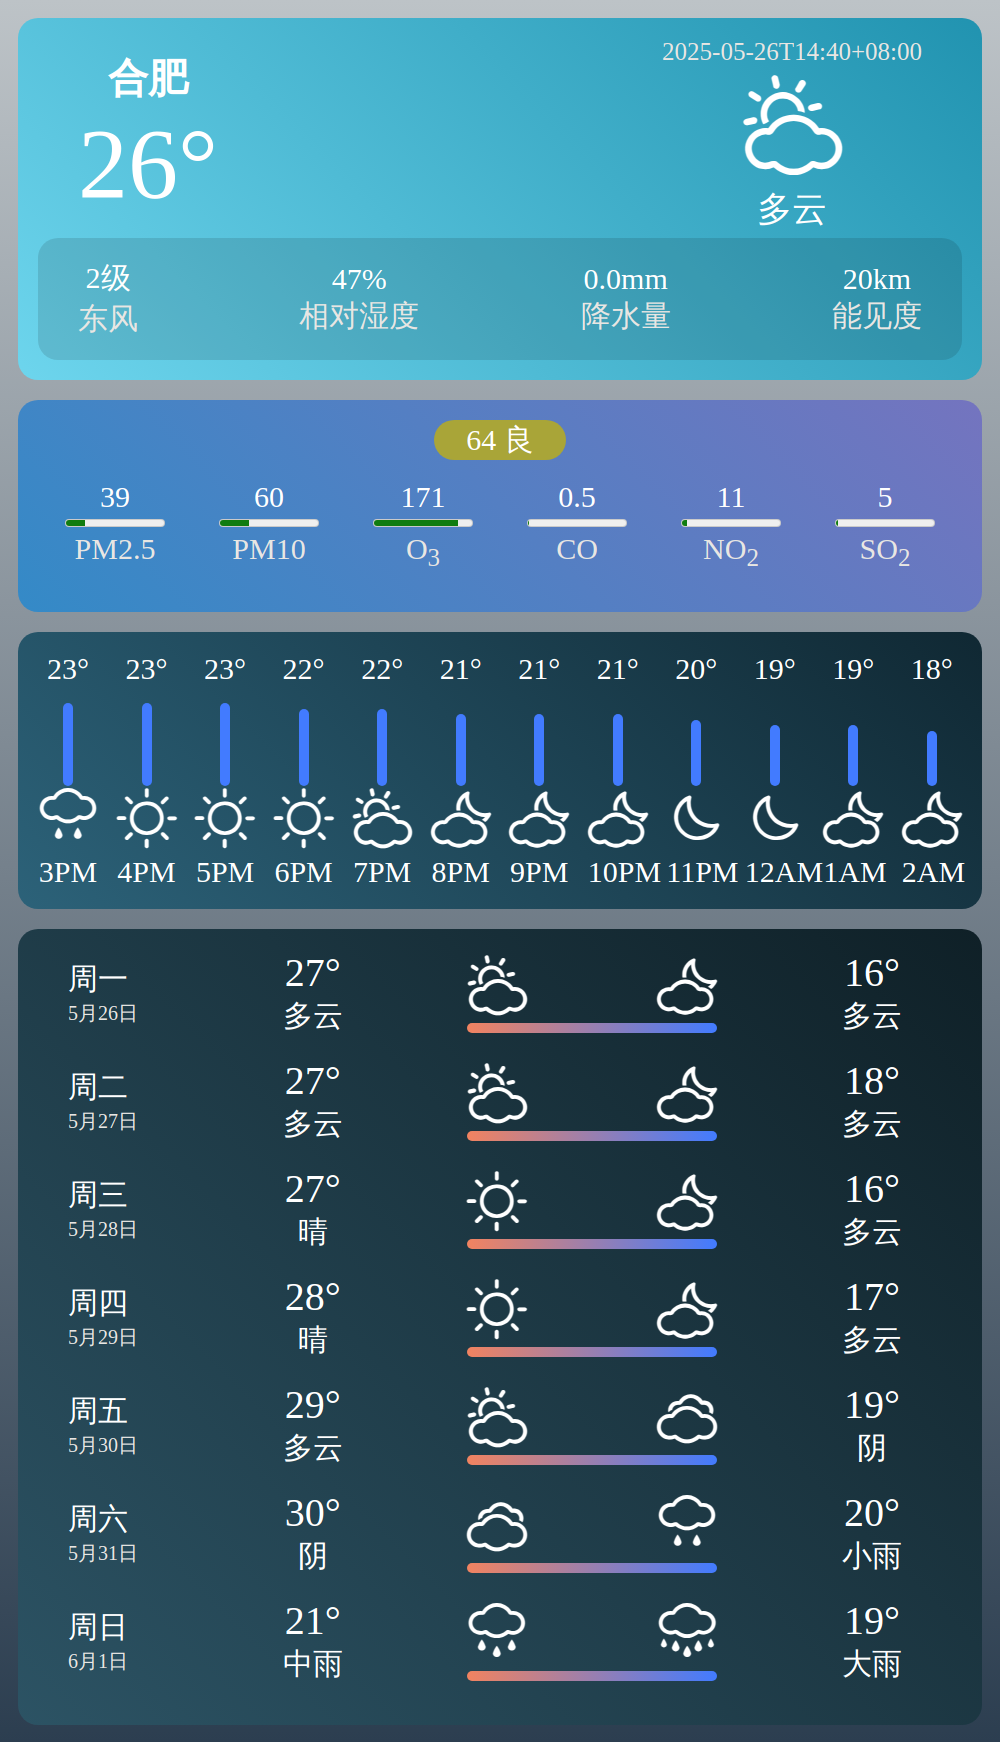 合肥
26°
2025-05-26T14:40+08:00
多云
2级 47% 0.0mm 20km
东风 相对湿度 降水量 能见度
64 良
39 60 171 0.5 11 5
PM2.5 PM10 O3 CO NO2 SO2
23° 23° 23° 22° 22° 21° 21° 21° 20° 19° 19° 18°
3PM 4PM 5PM 6PM 7PM 8PM 9PM 10PM 11PM 12AM 1AM 2AM
周一 27° 16°
5月26日 多云 多云
周二 27° 18°
5月27日 多云 多云
周三 27° 16°
5月28日 晴 多云
周四 28° 17°
5月29日 晴 多云
周五 29° 19°
5月30日 多云 阴
周六 30° 20°
5月31日 阴 小雨
周日 21° 19°
6月1日 中雨 大雨